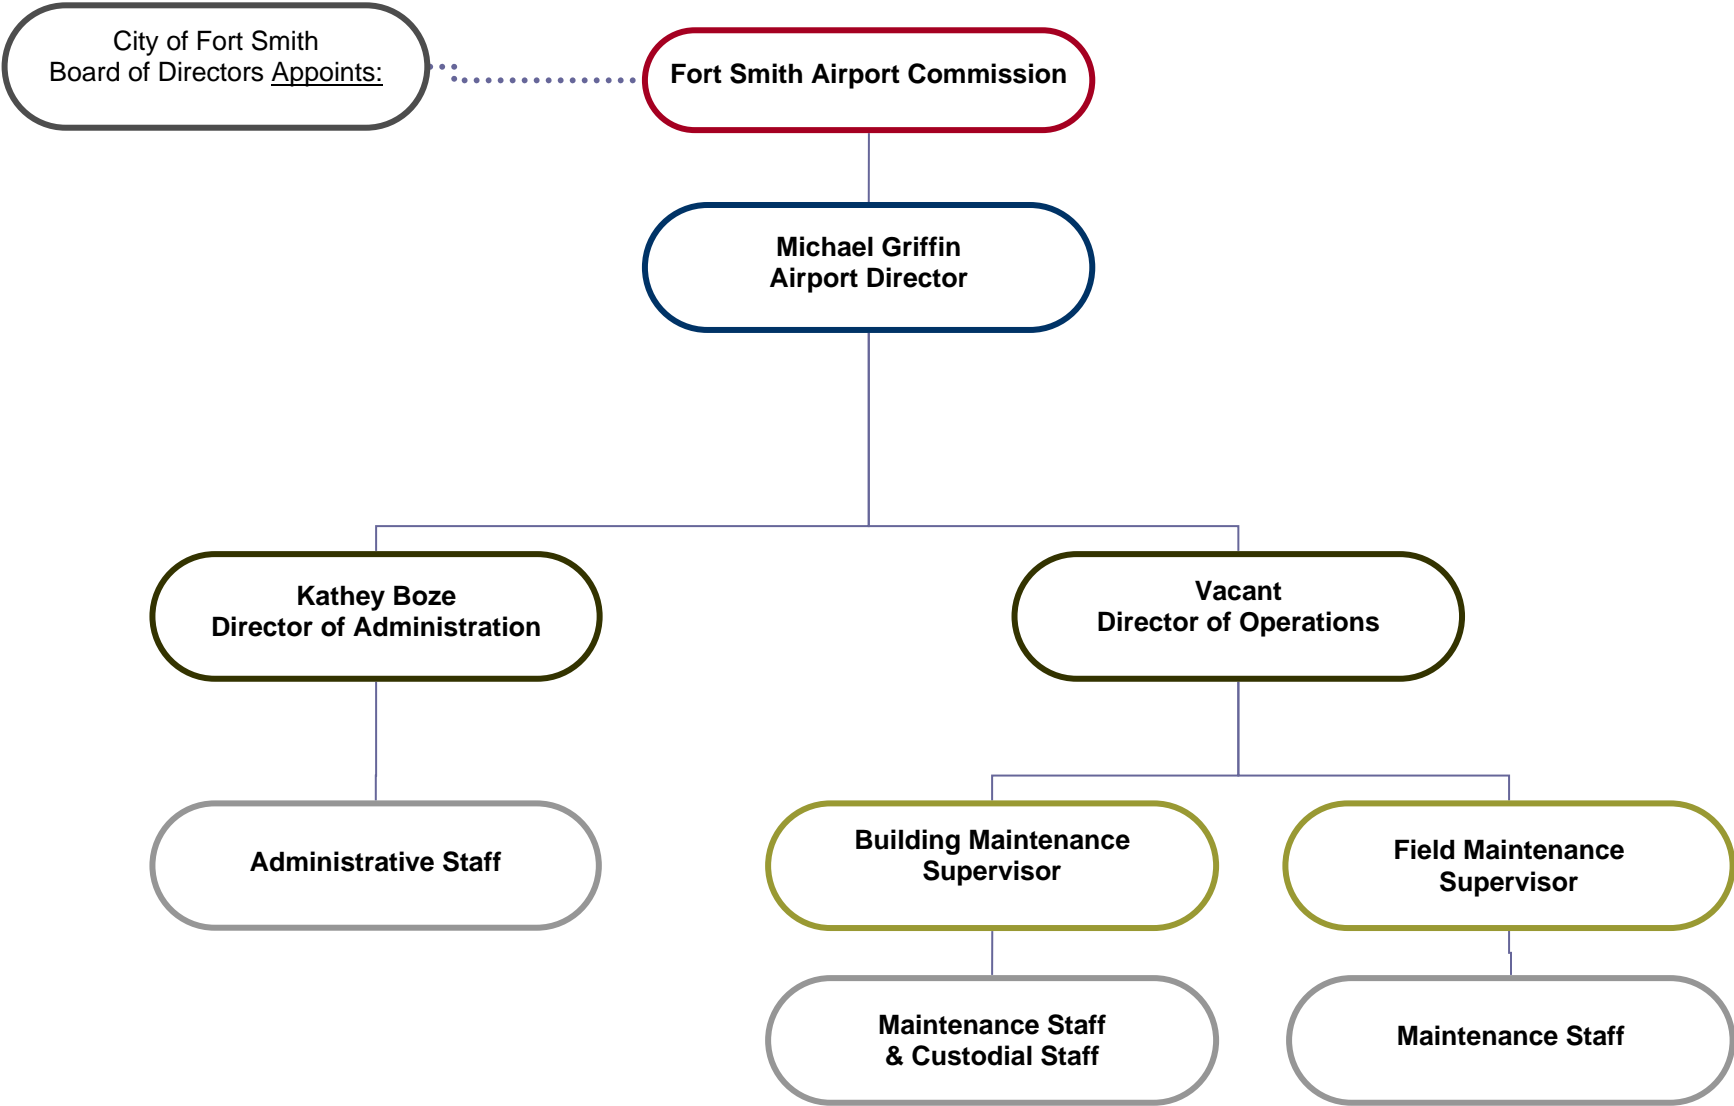 City of Fort Smith
Board of Directors Appoints:
Fort Smith Airport Commission
Michael Griffin
Airport Director
Kathey Boze
Director of Administration
Vacant
Director of Operations
Administrative Staff
Building Maintenance
Supervisor
Field Maintenance
Supervisor
Maintenance Staff
& Custodial Staff
Maintenance Staff